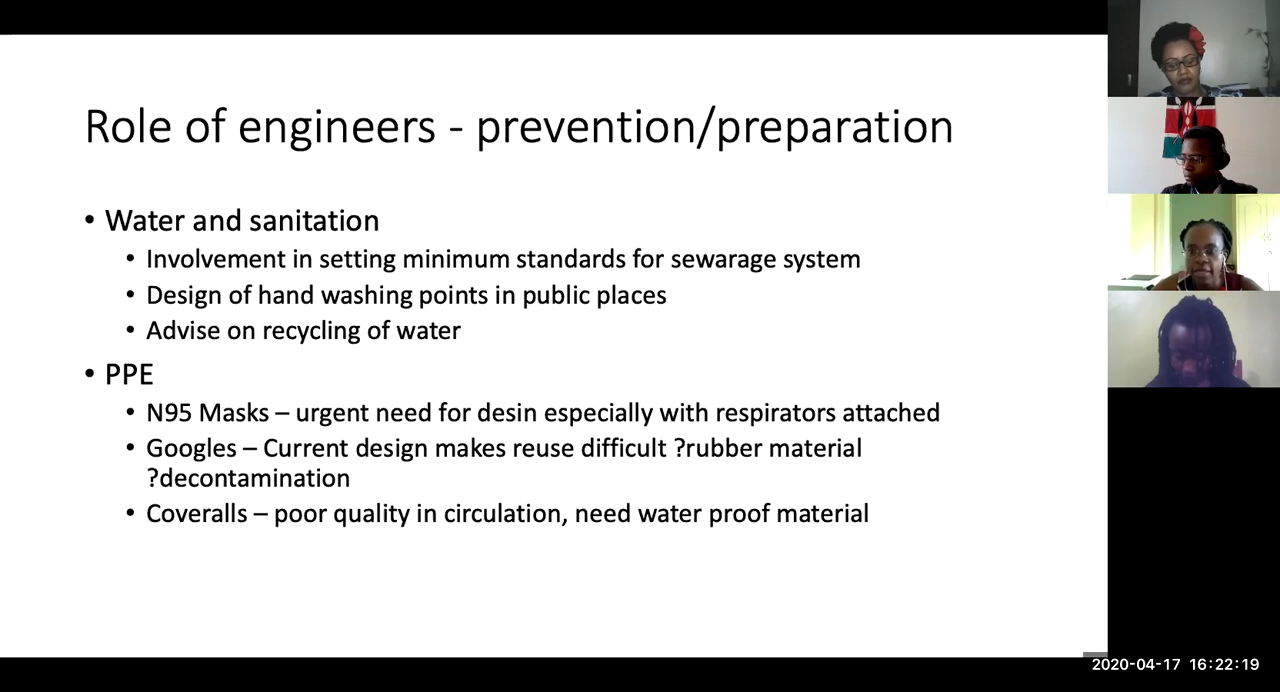 Role of engineers - prevention/preparation
• Water and sanitation
• Involvement in setting minimum standards for sewarage system
• Design of hand washing points in public places
• Advise on recycling of water
• PPE
• N95 Masks – urgent need for desin especially with respirators attached
• Googles – Current design makes reuse difficult ?rubber material
?decontamination
• Coveralls – poor quality in circulation, need water proof material
2020-04-17 16:22:19